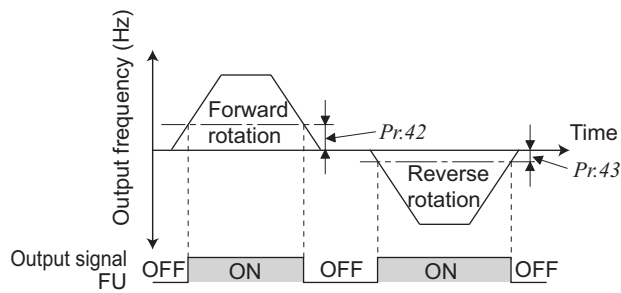 Output frequency (Hz)
Forward
rotation
Pr.42
Time
Pr.43
Reverse
rotation
Output signal
FU
OFF ON OFF ON OFF